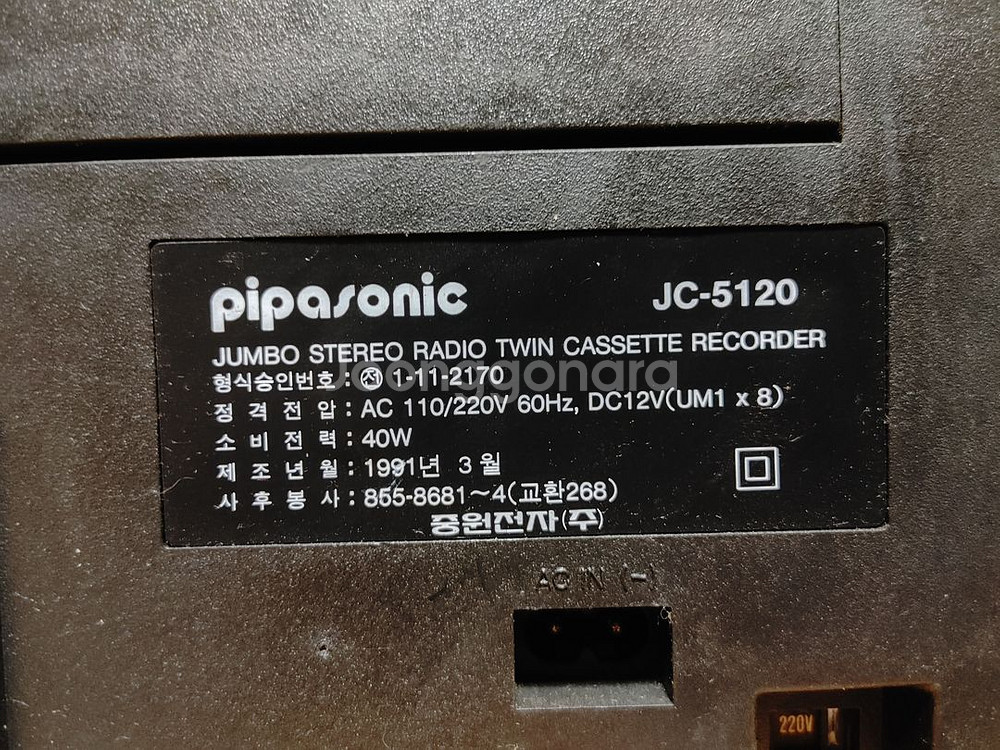 pipasonic
JC-5120
JUMBO STEREO RADIO TWIN CASSETTE RECORDER
형식승인번호 : ㉠ 1-11-2170
정 격 전 압 : AC 110/220V 60Hz, DC12V(UM1 x 8)
소 비 전 력 : 40W
제 조 년 월 : 1991년 3월
사 후 봉 사 : 855-8681~4(교환268)
중원전자(주)
Joonggonara
AC IN (~)
220V